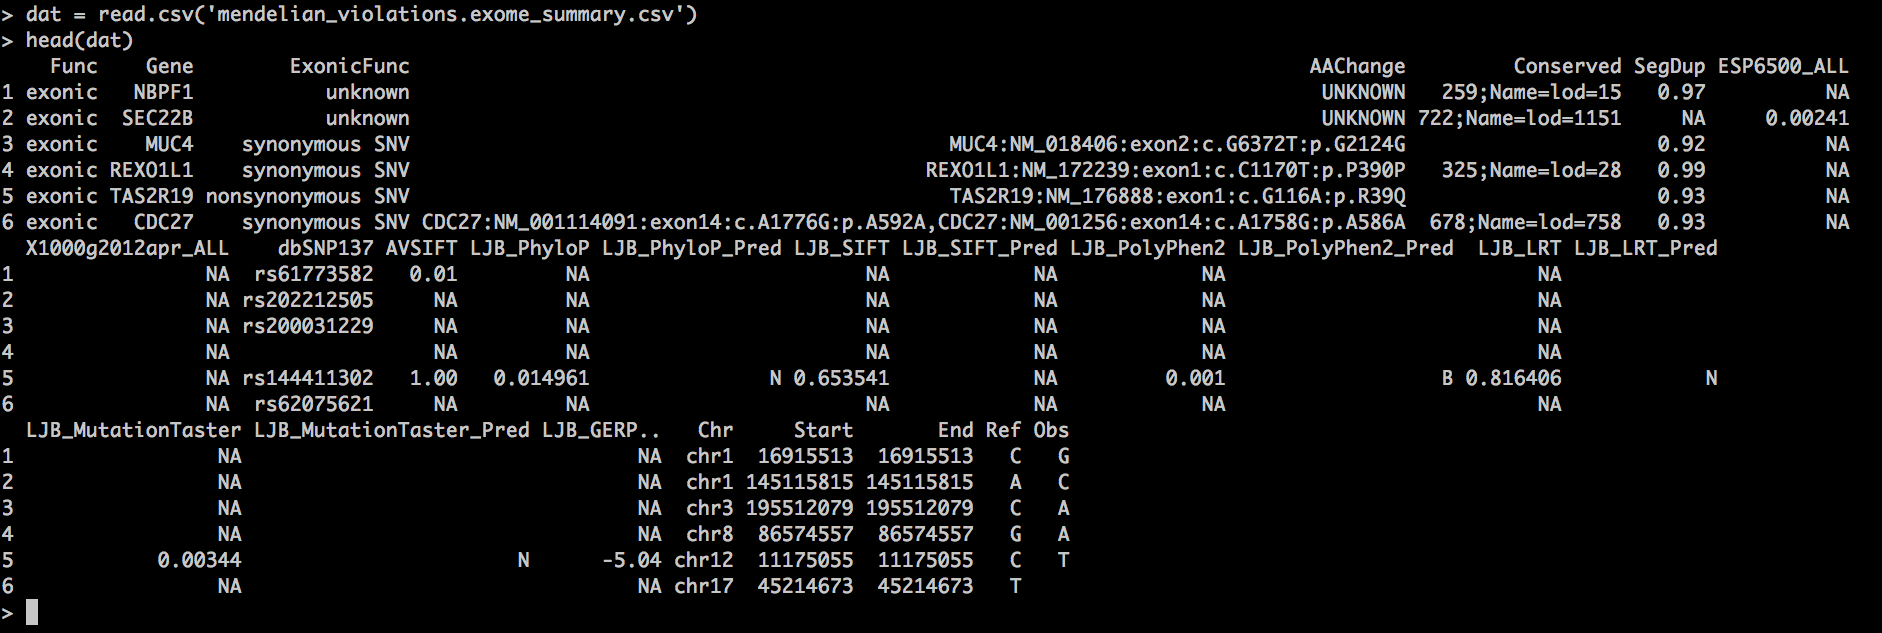 > dat = read.csv('mendelian_violations.exome_summary.csv')
> head(dat)
Func Gene ExonicFunc AAChange Conserved SegDup ESP6500_ALL
1 exonic NBPF1 unknown UNKNOWN 259;Name=lod=15 0.97 NA
2 exonic SEC22B unknown UNKNOWN 722;Name=lod=1151 NA 0.00241
3 exonic MUC4 synonymous SNV MUC4:NM_018406:exon2:c.G6372T:p.G2124G 0.92 NA
4 exonic REXO1L1 synonymous SNV REXO1L1:NM_172239:exon1:c.C1170T:p.P390P 325;Name=lod=28 0.99 NA
5 exonic TAS2R19 nonsynonymous SNV TAS2R19:NM_176888:exon1:c.G116A:p.R39Q 0.93 NA
6 exonic CDC27 synonymous SNV CDC27:NM_001114091:exon14:c.A1776G:p.A592A,CDC27:NM_001256:exon14:c.A1758G:p.A586A 678;Name=lod=758 0.93 NA
X1000g2012apr_ALL dbSNP137 AVSIFT LJB_PhyloP LJB_PhyloP_Pred LJB_SIFT LJB_SIFT_Pred LJB_PolyPhen2 LJB_PolyPhen2_Pred LJB_LRT LJB_LRT_Pred
1 NA rs61773582 0.01 NA NA NA NA NA
2 NA rs202212505 NA NA NA NA NA NA
3 NA rs200031229 NA NA NA NA NA NA
4 NA NA NA NA NA NA NA
5 NA rs144411302 1.00 0.014961 N 0.653541 NA 0.001 B 0.816406 N
6 NA rs62075621 NA NA NA NA NA NA
LJB_MutationTaster LJB_MutationTaster_Pred LJB_GERP.. Chr Start End Ref Obs
1 NA NA chr1 16915513 16915513 C G
2 NA NA chr1 145115815 145115815 A C
3 NA NA chr3 195512079 195512079 C A
4 NA NA chr8 86574557 86574557 G A
5 0.00344 N -5.04 chr12 11175055 11175055 C T
6 NA NA chr17 45214673 45214673 T
>